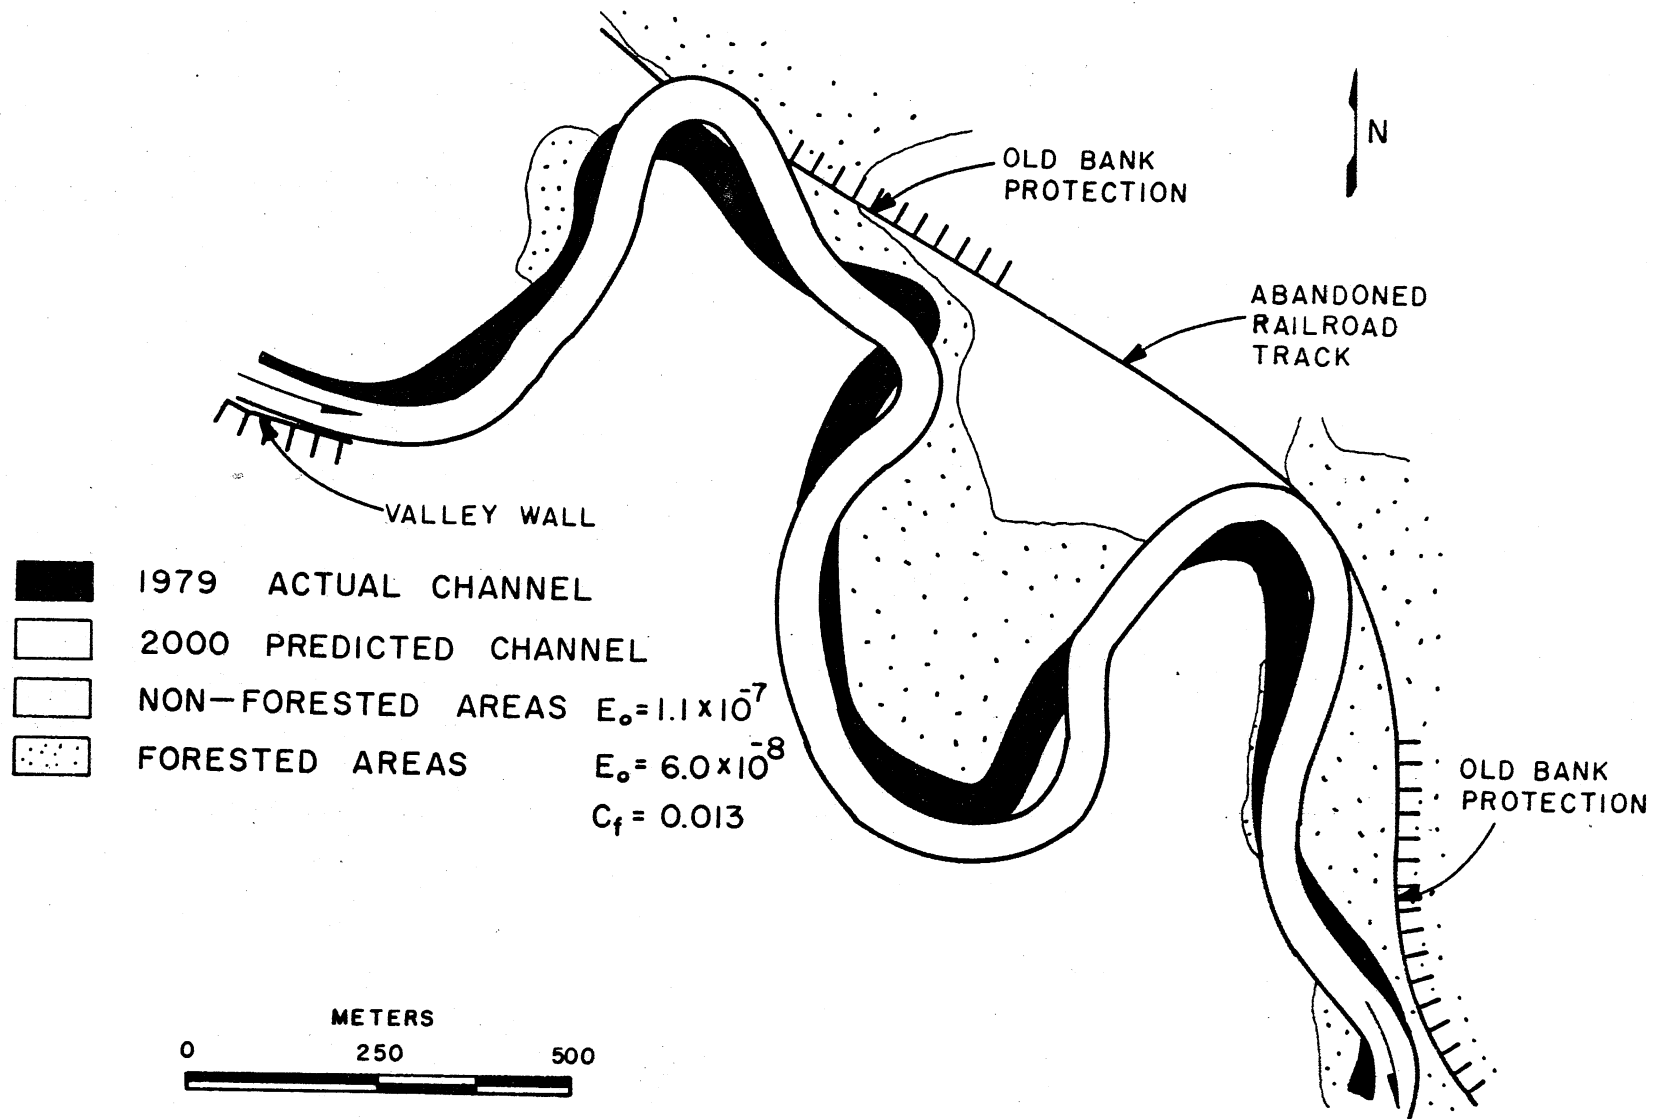 N
OLD BANK
PROTECTION
ABANDONED
RAILROAD
TRACK
VALLEY WALL
1979 ACTUAL CHANNEL
2000 PREDICTED CHANNEL
NON-FORESTED AREAS E₀=1.1×10⁻⁷
FORESTED AREAS E₀=6.0×10⁻⁸
C_f=0.013
OLD BANK
PROTECTION
METERS
0 250 500